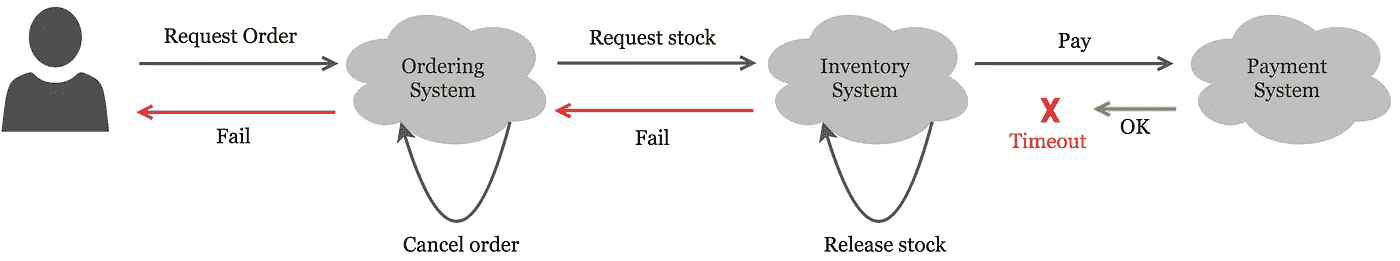 Request Order
Fail
Ordering
System
Cancel order
Request stock
Fail
Inventory
System
Release stock
Pay
X
Timeout
OK
Payment
System